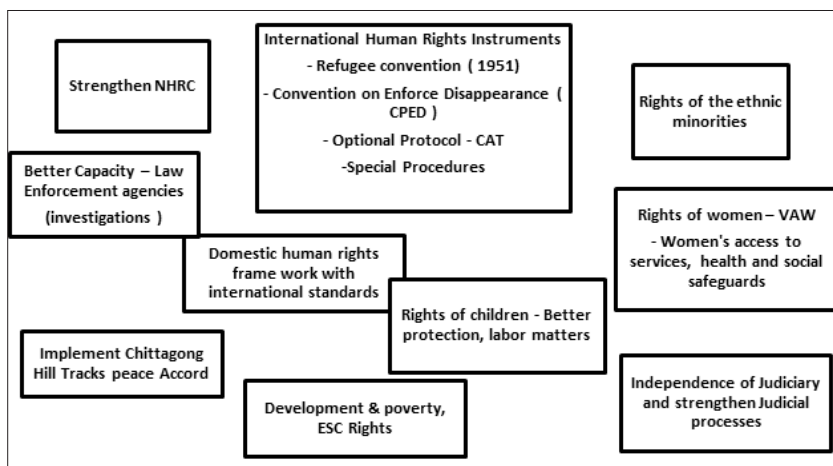 Strengthen NHRC
International Human Rights Instruments
- Refugee convention ( 1951)
- Convention on Enforce Disappearance (
CPED )
- Optional Protocol - CAT
-Special Procedures
Rights of the ethnic
minorities
Better Capacity – Law
Enforcement agencies
(investigations )
Rights of women – VAW
- Women's access to
services, health and social
safeguards
Domestic human rights
frame work with
international standards
Rights of children - Better
protection, labor matters
Implement Chittagong
Hill Tracks peace Accord
Development & poverty,
ESC Rights
Independence of Judiciary
and strengthen Judicial
processes